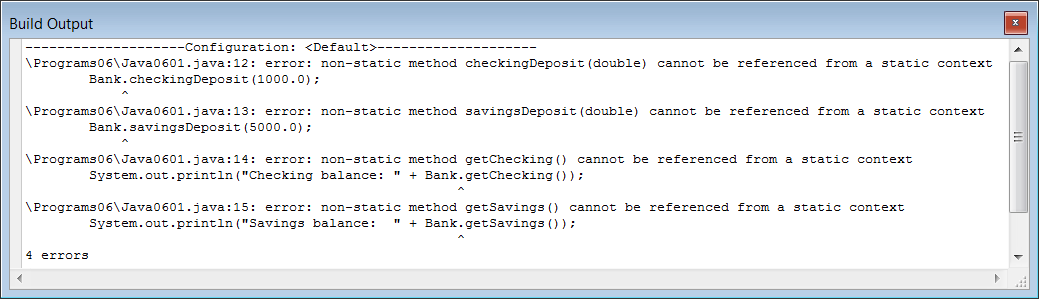 Build Output
--------------------Configuration: <Default>--------------------
\Programs06\Java0601.java:12: error: non-static method checkingDeposit(double) cannot be referenced from a static context
        Bank.checkingDeposit(1000.0);
            ^
\Programs06\Java0601.java:13: error: non-static method savingsDeposit(double) cannot be referenced from a static context
        Bank.savingsDeposit(5000.0);
            ^
\Programs06\Java0601.java:14: error: non-static method getChecking() cannot be referenced from a static context
        System.out.println("Checking balance: " + Bank.getChecking());
                                                      ^
\Programs06\Java0601.java:15: error: non-static method getSavings() cannot be referenced from a static context
        System.out.println("Savings balance:  " + Bank.getSavings());
                                                      ^
4 errors